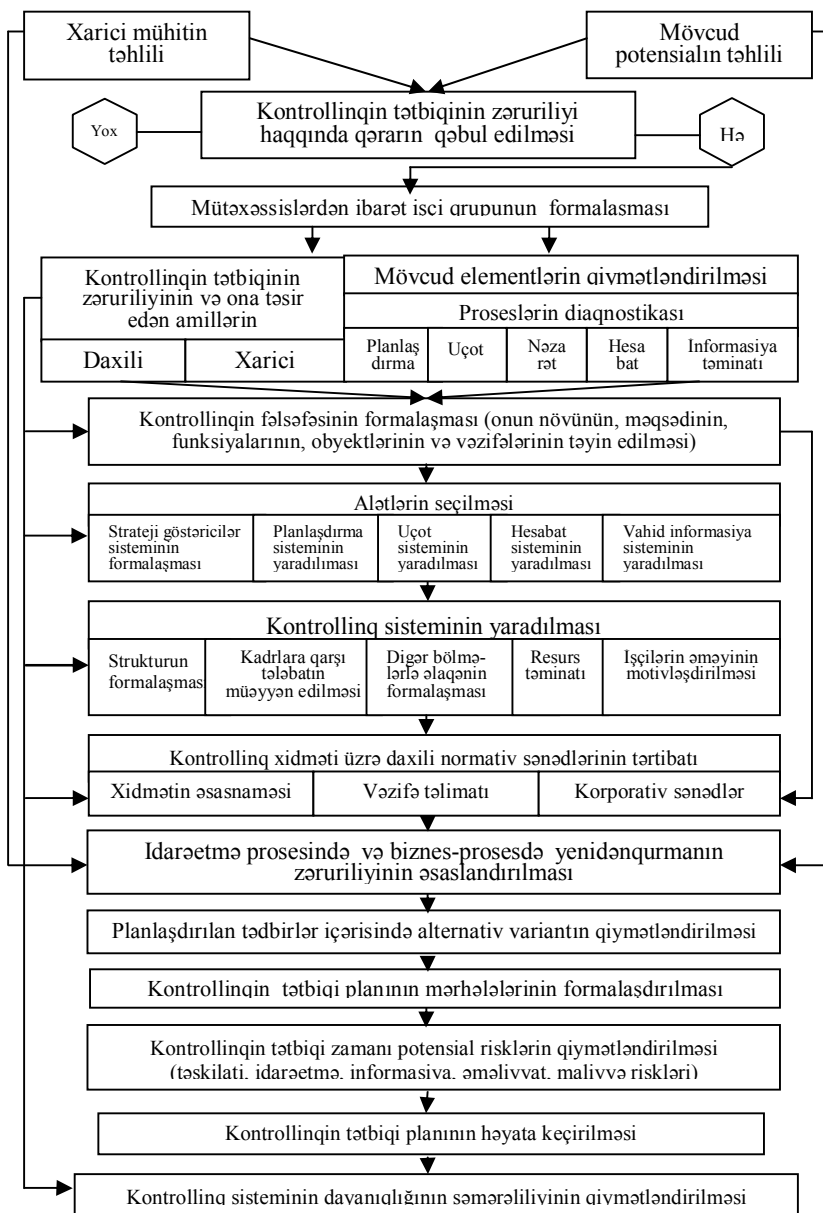 Xarici mühitin
təhlili
Mövcud
potensialın təhlili
Kontrollinqin tətbiqinin zəruriliyi
haqqında qərarın qəbul edilməsi
Yox
Hə
Mütəxəssislərdən ibarət işçi qrupunun formalaşması
Kontrollinqin tətbiqinin
zəruriliyinin və ona təsir
edən amillərin
Daxili
Xarici
Mövcud elementlərin qiymətləndirilməsi
Proseslərin diaqnostikası
Planlaş
dırma
Uçot
Nəza
rət
Hesa
bat
Informasiya
təminatı
Kontrollinqin fəlsəfəsinin formalaşması (onun növünün, məqsədinin,
funksiyalarının, obyektlərinin və vəzifələrinin təyin edilməsi)
Alətlərin seçilməsi
Strateji göstəricilər
sisteminin
formalaşması
Planlaşdırma
sisteminin
yaradılıması
Uçot
sisteminin
yaradılması
Hesabat
sisteminin
yaradılması
Vahid informasiya
sisteminin
yaradılması
Kontrollinq sisteminin yaradılması
Strukturun
formalaşması
Kadrlara qarşı
tələbatın
müəyyən edilməsi
Digər bölmə-
lərlə əlaqənin
formalaşması
Resurs
təminatı
Işçilərin əməyinin
motivləşdirilməsi
Kontrollinq xidməti üzrə daxili normativ sənədlərinin tərtibatı
Xidmətin əsasnaməsi
Vəzifə təlimatı
Korporativ sənədlər
Idarəetmə prosesində və biznes-prosesdə yenidənqurmanın
zəruriliyinin əsaslandırılması
Planlaşdırılan tədbirlər içərisində alternativ variantın qiymətləndirilməsi
Kontrollinqin tətbiqi planının mərhələlərinin formalaşdırılması
Kontrollinqin tətbiqi zamanı potensial risklərin qiymətləndirilməsi
(təşkilati, idarəetmə, informasiya, əməliyyat, maliyyə riskləri)
Kontrollinqin tətbiqi planının həyata keçirilməsi
Kontrollinq sisteminin dayanıqlığının səmərəliliyinin qiymətləndirilməsi